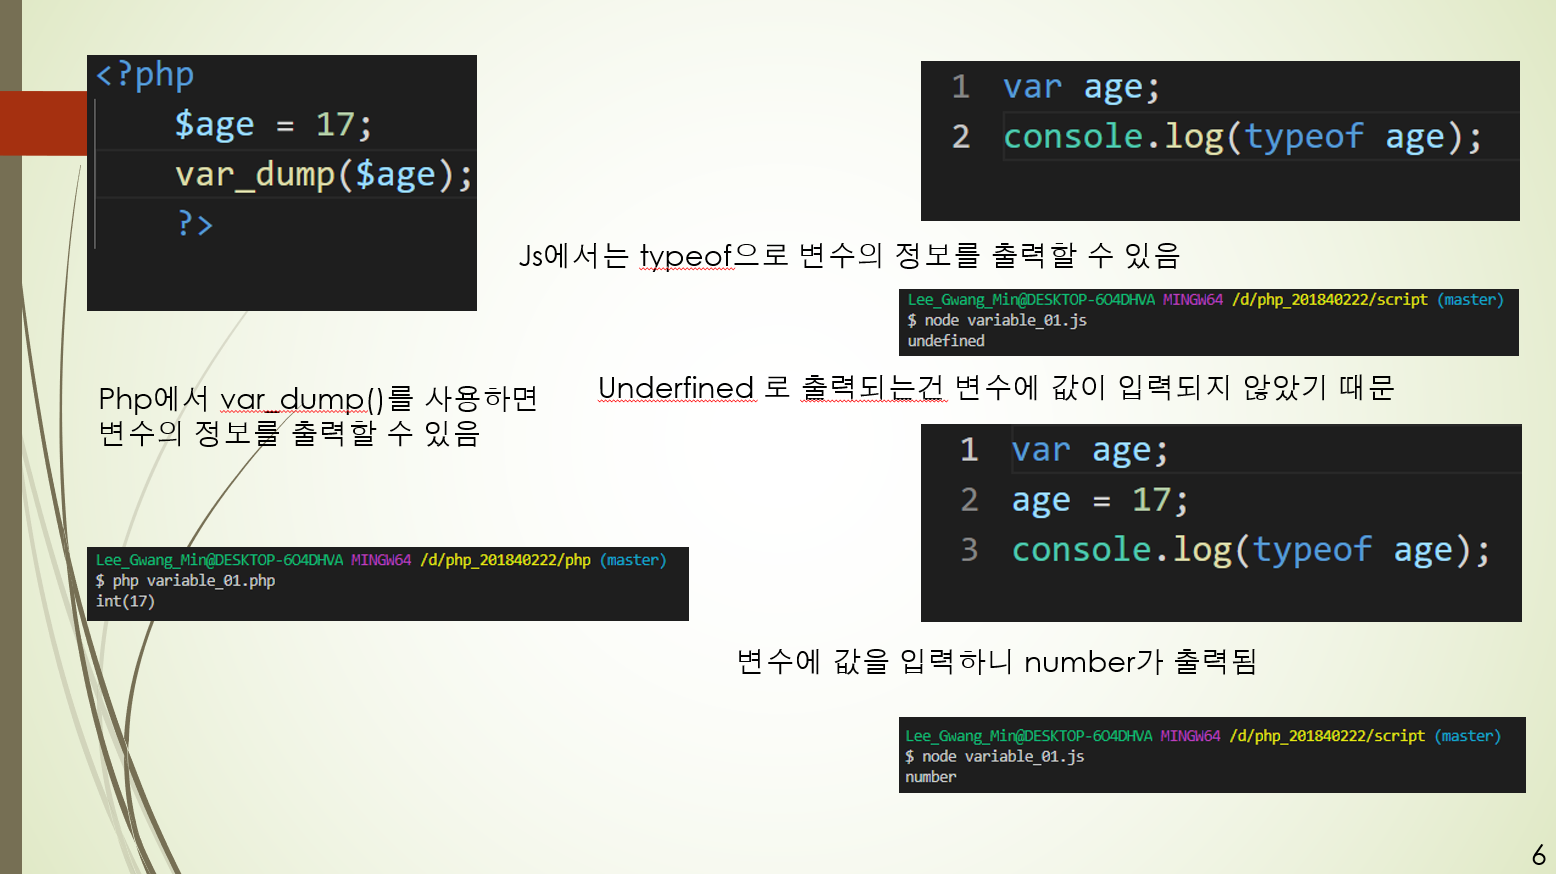 <?php
$age = 17;
var_dump($age);
?>
Php에서 var_dump()를 사용하면
변수의 정보를 출력할 수 있음
Lee_Gwang_Min@DESKTOP-6O4DHVA MINGW64 /d/php_201840222/php (master)
$ php variable_01.php
int(17)
1 var age;
2 console.log(typeof age);
Js에서는 typeof으로 변수의 정보를 출력할 수 있음
Lee_Gwang_Min@DESKTOP-6O4DHVA MINGW64 /d/php_201840222/script (master)
$ node variable_01.js
undefined
Underfined 로 출력되는건 변수에 값이 입력되지 않았기 때문
1 var age;
2 age = 17;
3 console.log(typeof age);
변수에 값을 입력하니 number가 출력됨
Lee_Gwang_Min@DESKTOP-6O4DHVA MINGW64 /d/php_201840222/script (master)
$ node variable_01.js
number
6